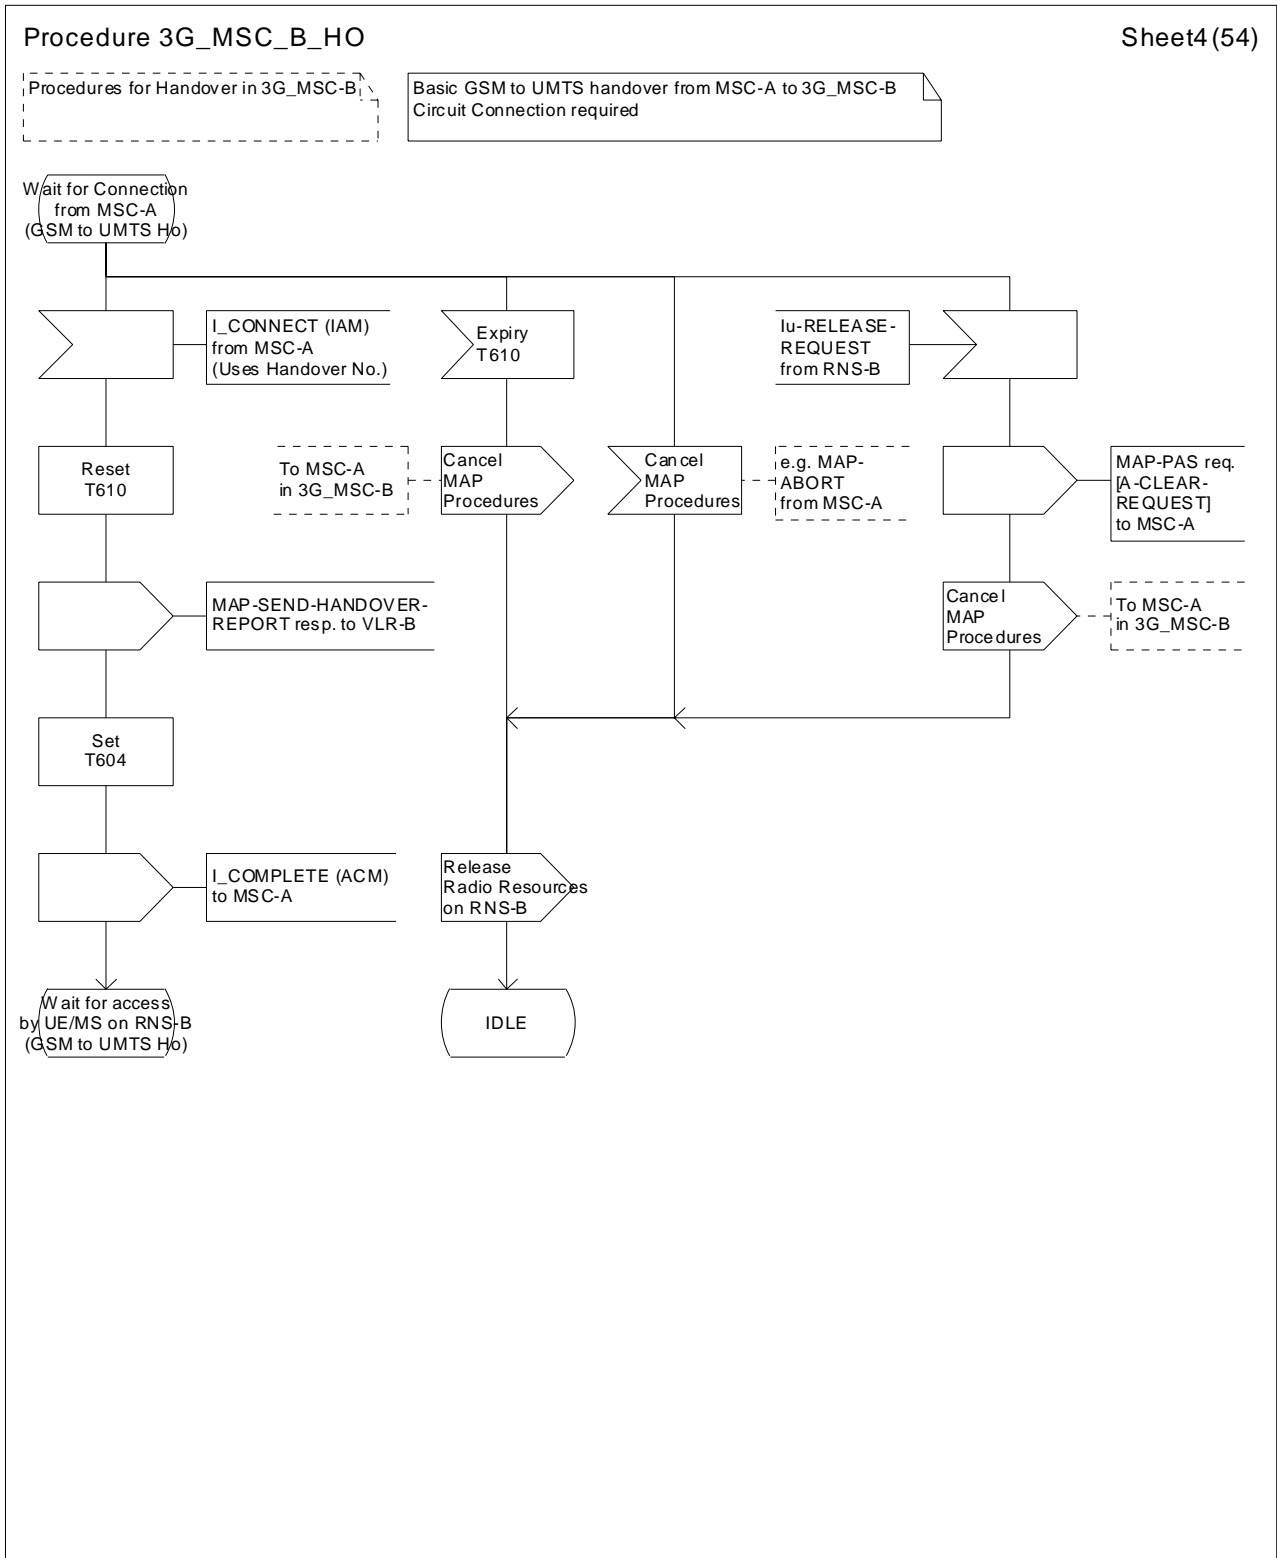 Procedure 3G_MSC_B_HO
Sheet4(54)
Procedures for Handover in 3G_MSC-B
Basic GSM to UMTS handover from MSC-A to 3G_MSC-B
Circuit Connection required
Wait for Connection
from MSC-A
(GSM to UMTS Ho)
I_CONNECT (IAM)
from MSC-A
(Uses Handover No.)
Expiry
T610
Iu-RELEASE-
REQUEST
from RNS-B
Reset
T610
To MSC-A
in 3G_MSC-B
Cancel
MAP
Procedures
Cancel
MAP
Procedures
e.g. MAP-
ABORT
from MSC-A
MAP-PAS req.
[A-CLEAR-
REQUEST]
to MSC-A
MAP-SEND-HANDOVER-
REPORT resp. to VLR-B
Cancel
MAP
Procedures
To MSC-A
in 3G_MSC-B
Set
T604
I_COMPLETE (ACM)
to MSC-A
Release
Radio Resources
on RNS-B
Wait for access
by UE/MS on RNS-B
(GSM to UMTS Ho)
IDLE